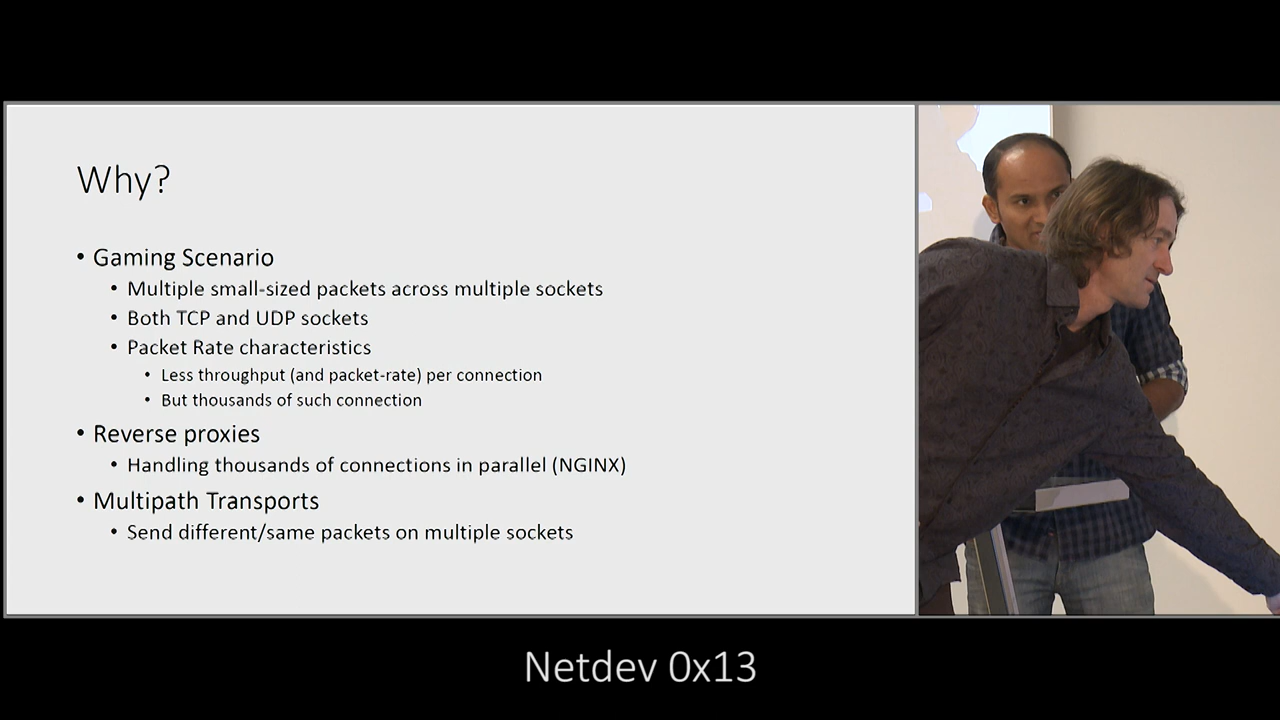 Why?
• Gaming Scenario
• Multiple small-sized packets across multiple sockets
• Both TCP and UDP sockets
• Packet Rate characteristics
• Less throughput (and packet-rate) per connection
• But thousands of such connection
• Reverse proxies
• Handling thousands of connections in parallel (NGINX)
• Multipath Transports
• Send different/same packets on multiple sockets
Netdev 0x13